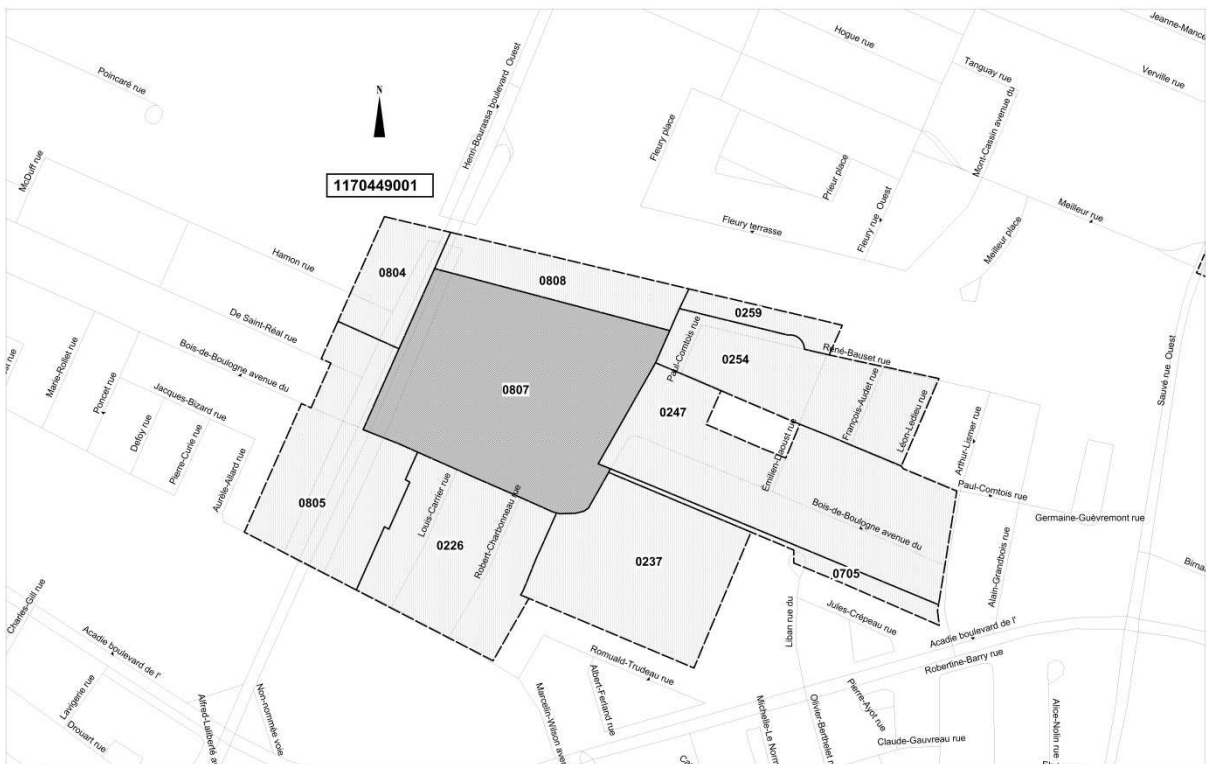 Jeanne-Mance
Hogue rue
Verville rue
Tanguay rue
Poincaré rue
Henri-Bourassa boulevard Ouest
N
Mont-Cassin avenue du
Fleury place
Prieur place
McDuff rue
1170449001
Meilleur rue
Fleury terrasse
Fleury rue Ouest
Meilleur place
Hamon rue
0804
0808
0259
De Saint-Réal rue
Paul-Comtois rue
René-Bauset rue
0254
Bois-de-Boulogne avenue du
Sauvé rue Ouest
Marie-Rollet rue
Poncet rue
Jacques-Bizard rue
0807
François-Audet rue
Léon-Ledieu rue
0247
Arthur-Lismer rue
Defoy rue
Pierre-Curie rue
Émilien-Daoust rue
Aurèle-Allard rue
Paul-Comtois rue
Louis-Carrier rue
Robert-Charbonneau rue
0805
Bois-de-Boulogne avenue du
Germaine-Guèvremont rue
0226
0237
0705
Alain-Grandbois rue
Charles-Gill rue
Liban rue du
Jules-Crépeau rue
Acadie boulevard de l'
Acadie boulevard de l'
Robertine-Barry rue
Romuald-Trudeau rue
Albert-Ferland rue
Lavigerie rue
Drouart rue
Non-nommée voie
Marcelin-Wilson
Michelle-Le Norm
Olivier-Berthelet
Pierre-Ayot rue
Claude-Gauvreau rue
Alice-Nolin rue